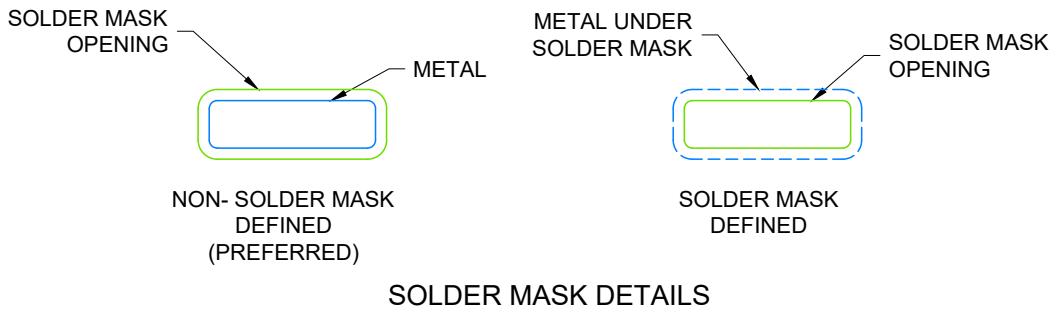 SOLDER MASK
OPENING
METAL
NON- SOLDER MASK
DEFINED
(PREFERRED)
METAL UNDER
SOLDER MASK
SOLDER MASK
OPENING
SOLDER MASK
DEFINED
SOLDER MASK DETAILS